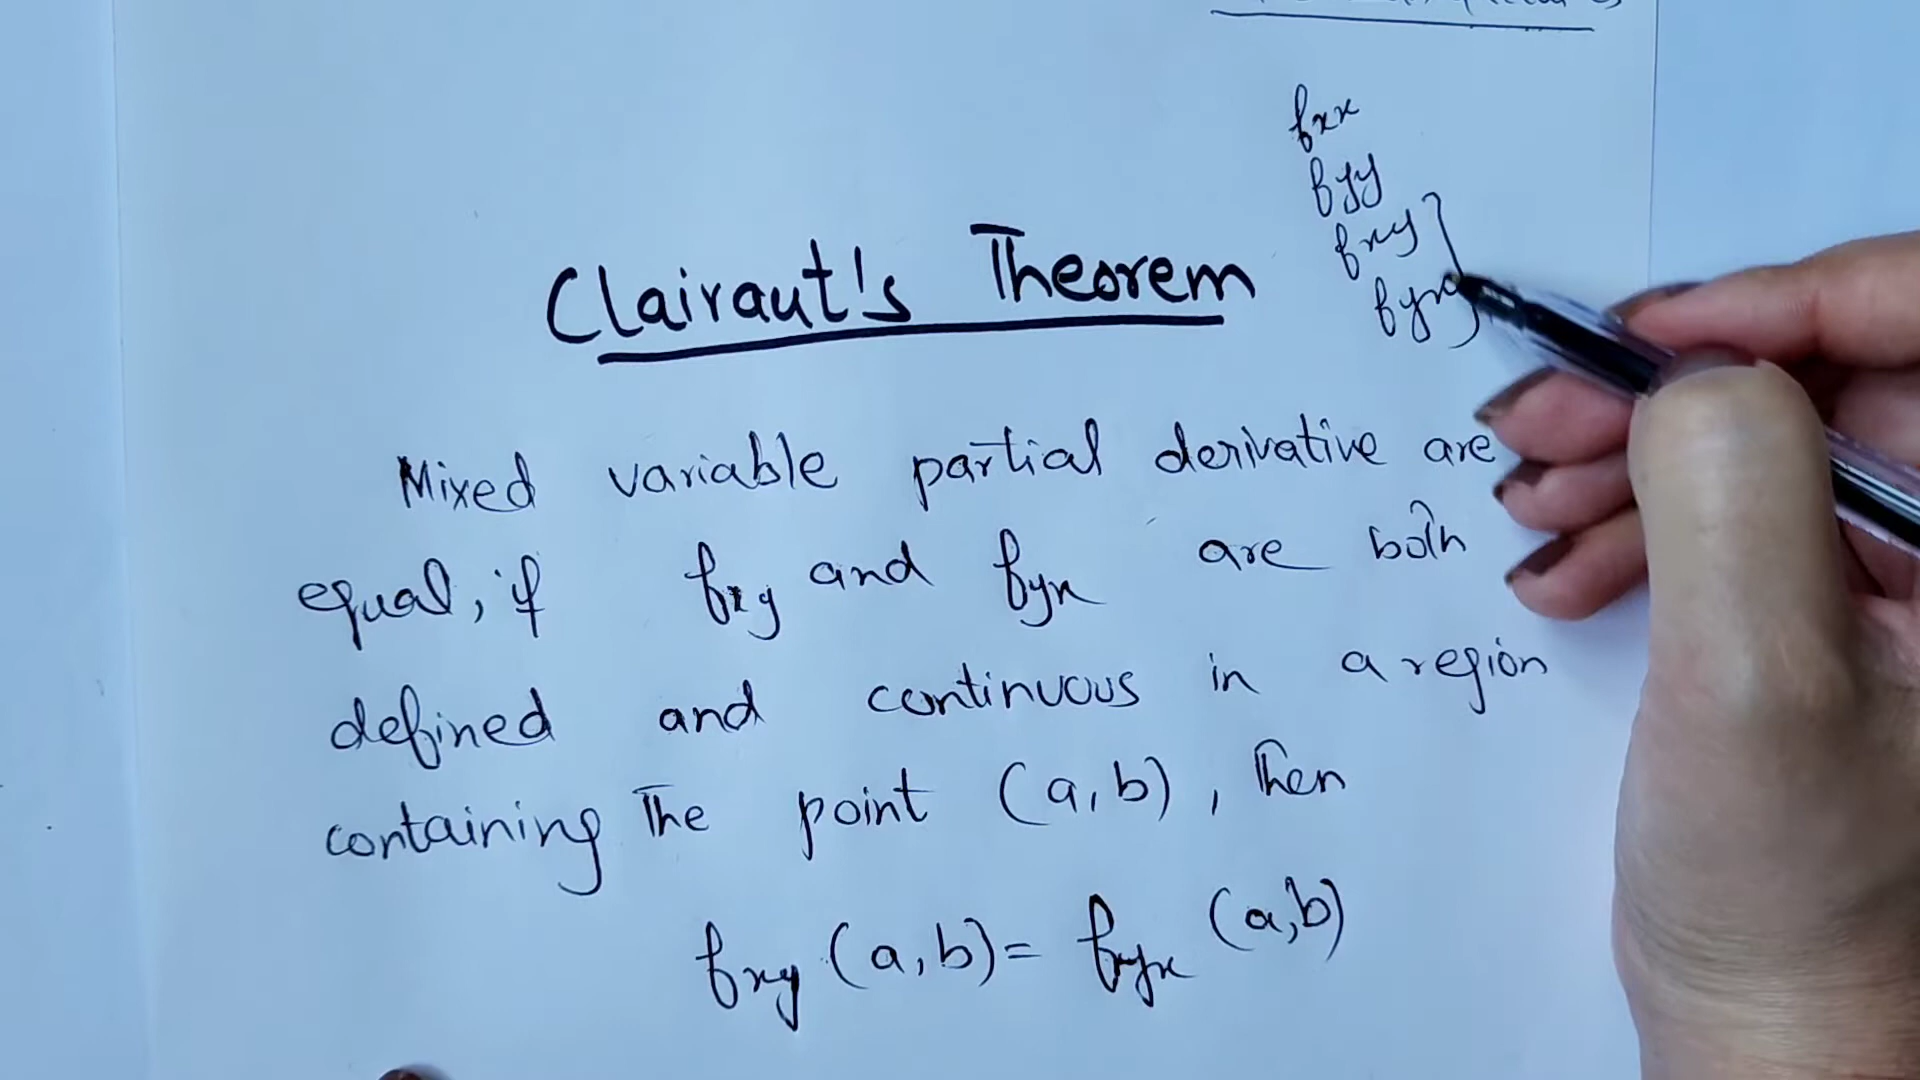 fxx
fyy
fxy
fyx
Clairaut's Theorem
Mixed variable partial derivative are
equal, if fxy and fyx are both
defined and continuous in a region
containing the point (a,b), then
fxy (a,b) = fyx (a,b)